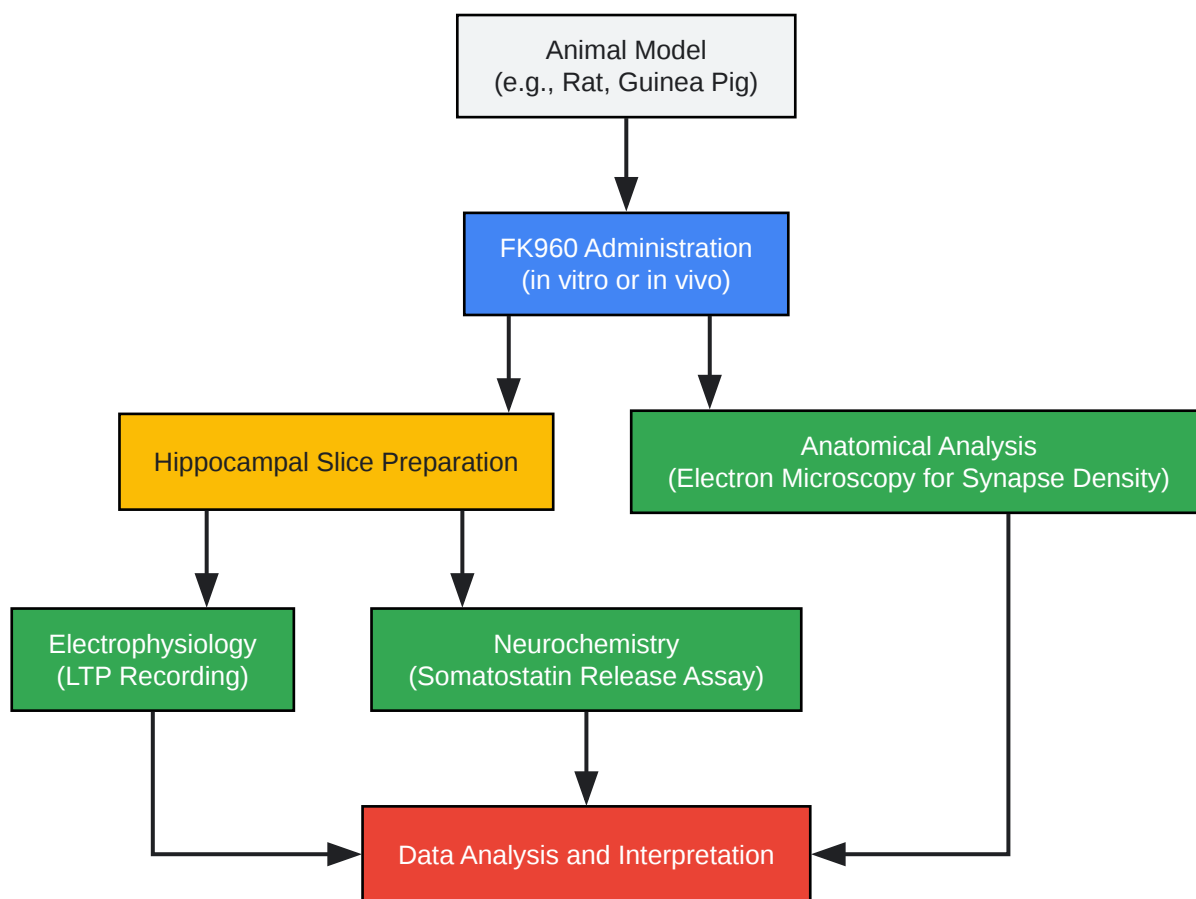 Animal Model
(e.g., Rat, Guinea Pig)
FK960 Administration
(in vitro or in vivo)
Hippocampal Slice Preparation
Anatomical Analysis
(Electron Microscopy for Synapse Density)
Electrophysiology
(LTP Recording)
Neurochemistry
(Somatostatin Release Assay)
Data Analysis and Interpretation